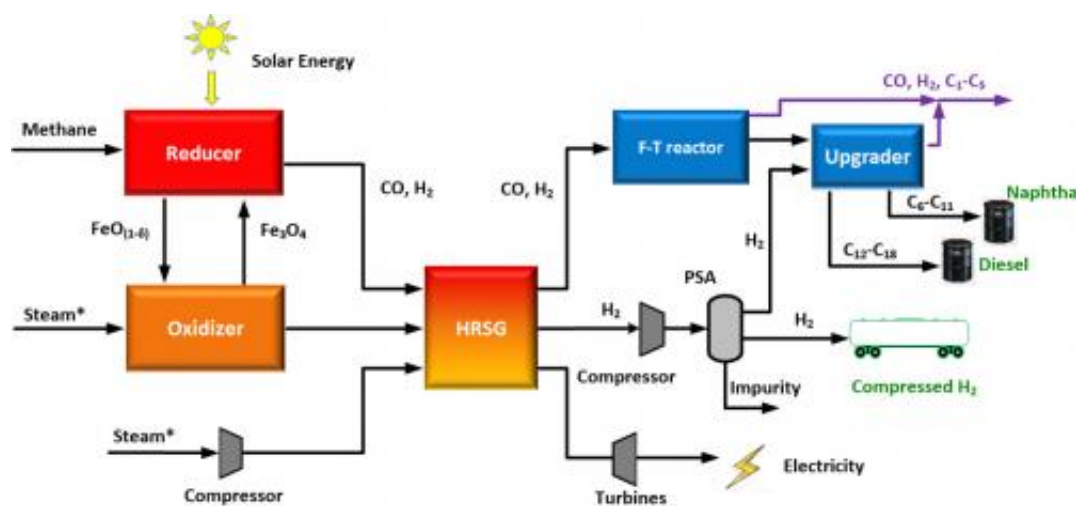 Solar Energy
Methane
Reducer
CO, H₂
FeO₍₁₋δ₎
Fe₃O₄
Steam*
Oxidizer
Steam*
Compressor
HRSG
CO, H₂
F-T reactor
CO, H₂, C₁-C₅
Upgrader
H₂
C₆-C₁₁
Naphtha
C₁₂-C₁₈
Diesel
H₂
Compressor
PSA
H₂
Compressed H₂
Impurity
Turbines
Electricity